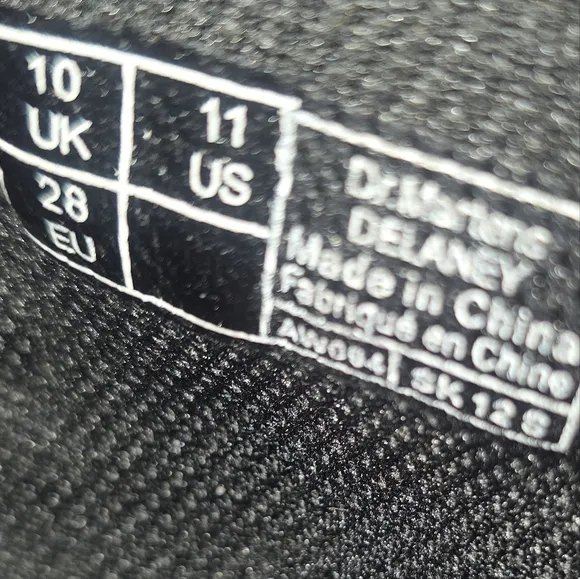 10
UK
11
US
28
EU
Dr.Martens
DELANEY
Made in China
Fabriqué en Chine
AW004 SK 12 S